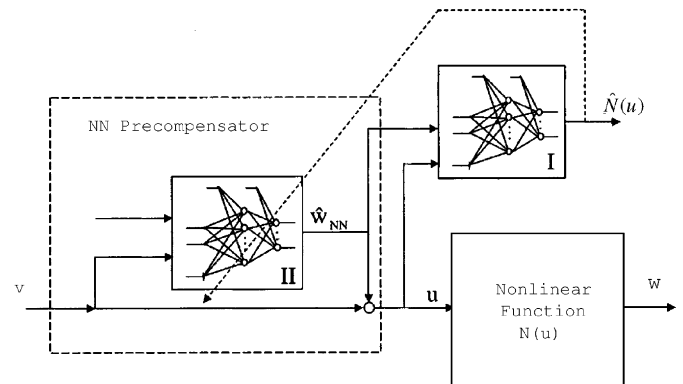 N̂(u)
NN Precompensator
I
ŵ_NN
II
v
u
Nonlinear
Function
N(u)
W